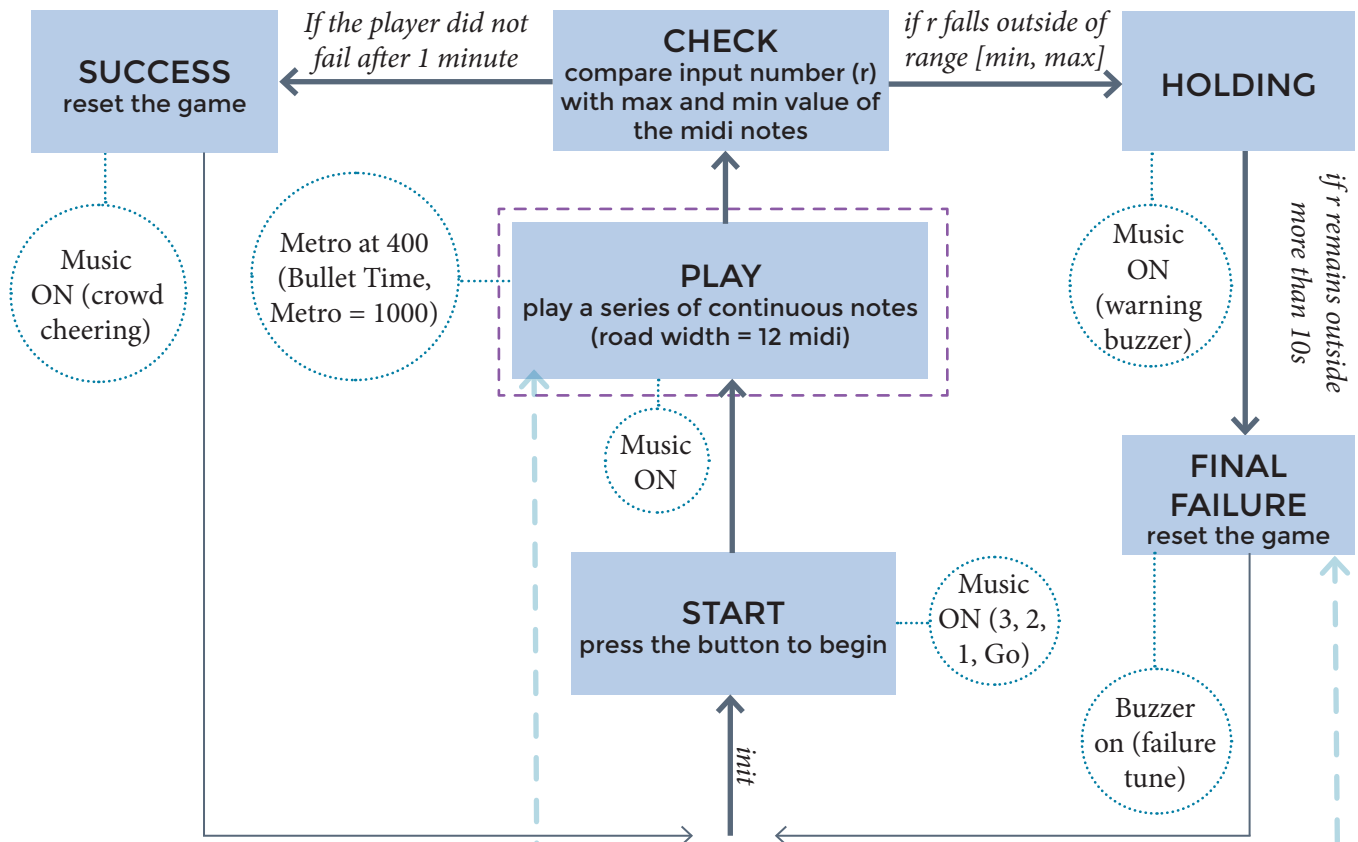 SUCCESS
reset the game
If the player did not
fail after 1 minute
CHECK
compare input number (r)
with max and min value of
the midi notes
if r falls outside of
range [min, max]
HOLDING
Music
ON (crowd
cheering)
Metro at 400
(Bullet Time,
Metro = 1000)
PLAY
play a series of continuous notes
(road width = 12 midi)
Music
ON
Music
ON
(warning
buzzer)
if r remains outside
more than 10s
FINAL
FAILURE
reset the game
START
press the button to begin
Music
ON (3, 2,
1, Go)
Buzzer
on (failure
tune)
init